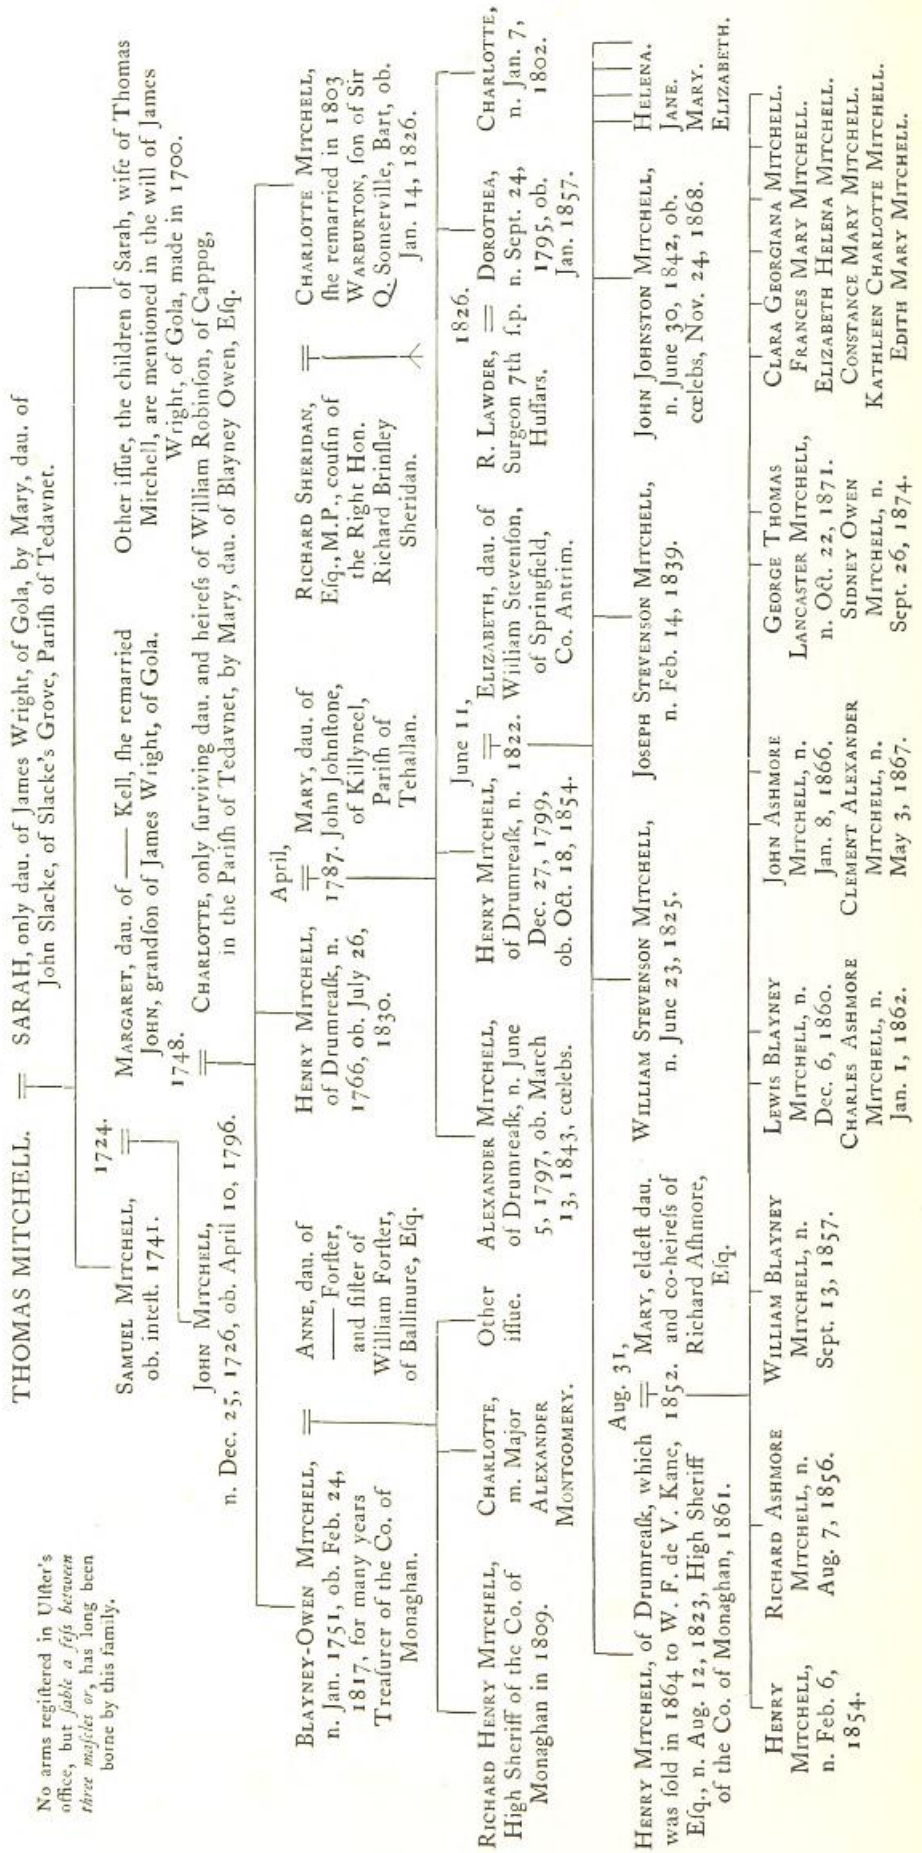 No arms regiſtered in Ulſter's
office, but ſable a feſs between
three maſcles or, has long been
borne by this family.
THOMAS MITCHELL. = SARAH, only dau. of James Wright, of Gola, by Mary, dau. of
John Slacke, of Slacke's Grove, Pariſh of Tedavnet.
SAMUEL MITCHELL,
ob. inteſt. 1741.
1724.
=
MARGARET, dau. of —— Kell, ſhe remarried
JOHN, grandſon of James Wright, of Gola.
Other iſſue, the children of Sarah, wife of Thomas
Mitchell, are mentioned in the will of James
Wright, of Gola, made in 1700.
JOHN MITCHELL,
n. Dec. 25, 1726, ob. April 10, 1796.
1748.
=
CHARLOTTE, only ſurviving dau. and heireſs of William Robinſon, of Cappog,
in the Pariſh of Tedavnet, by Mary, dau. of Blayney Owen, Eſq.
BLAYNEY-OWEN MITCHELL,
n. Jan. 1751, ob. Feb. 24,
1817, for many years
Treaſurer of the Co. of
Monaghan.
=
ANNE, dau. of
—— Forſter,
and ſiſter of
William Forſter,
of Ballinure, Eſq.
HENRY MITCHELL,
of Drumreaſk, n.
1766, ob. July 26,
1830.
April,
=
1787.
MARY, dau. of
John Johnſtone,
of Killyneel,
Pariſh of
Tehallan.
RICHARD SHERIDAN,
Eſq., M.P., couſin of
the Right Hon.
Richard Brinſley
Sheridan.
=
CHARLOTTE MITCHELL,
ſhe remarried in 1803
WARBURTON, ſon of Sir
Q. Somerville, Bart, ob.
Jan. 14, 1826.
RICHARD HENRY MITCHELL,
High Sheriff of the Co. of
Monaghan in 1809.
CHARLOTTE,
m. Major
ALEXANDER
MONTGOMERY.
Other
iſſue.
ALEXANDER MITCHELL,
of Drumreaſk, n. June
5, 1797, ob. March
13, 1843, cœlebs.
HENRY MITCHELL,
of Drumreaſk, n.
Dec. 27, 1799,
ob. Oct. 18, 1854.
June 11,
=
1822.
ELIZABETH, dau. of
William Stevenſon,
of Springfield,
Co. Antrim.
R. LAWDER,
Surgeon 7th
Huſſars.
1826.
=
ſ.p.
DOROTHEA,
n. Sept. 24,
1795, ob.
Jan. 1857.
CHARLOTTE,
n. Jan. 7,
1802.
HENRY MITCHELL, of Drumreaſk, which
was ſold in 1864 to W. F. de V. Kane,
Eſq., n. Aug. 12, 1823, High Sheriff
of the Co. of Monaghan, 1861.
Aug. 31,
=
1852.
MARY, eldeſt dau.
and co-heireſs of
Richard Aſhmore,
Eſq.
WILLIAM STEVENSON MITCHELL,
n. June 23, 1825.
JOSEPH STEVENSON MITCHELL,
n. Feb. 14, 1839.
JOHN JOHNSTON MITCHELL,
n. June 30, 1842, ob.
cœlebs, Nov. 24, 1868.
HELENA.
JANE.
MARY.
ELIZABETH.
HENRY
MITCHELL,
n. Feb. 6,
1854.
RICHARD ASHMORE
MITCHELL, n.
Aug. 7, 1856.
WILLIAM BLAYNEY
MITCHELL, n.
Sept. 13, 1857.
LEWIS BLAYNEY
MITCHELL, n.
Dec. 6, 1860.
CHARLES ASHMORE
MITCHELL, n.
Jan. 1, 1862.
JOHN ASHMORE
MITCHELL, n.
Jan. 8, 1866.
CLEMENT ALEXANDER
MITCHELL, n.
May 3, 1867.
GEORGE THOMAS
LANCASTER MITCHELL,
n. Oct. 22, 1871.
SIDNEY OWEN
MITCHELL, n.
Sept. 26, 1874.
CLARA GEORGIANA MITCHELL.
FRANCES MARY MITCHELL.
ELIZABETH HELENA MITCHELL.
CONSTANCE MARY MITCHELL.
KATHLEEN CHARLOTTE MITCHELL.
EDITH MARY MITCHELL.